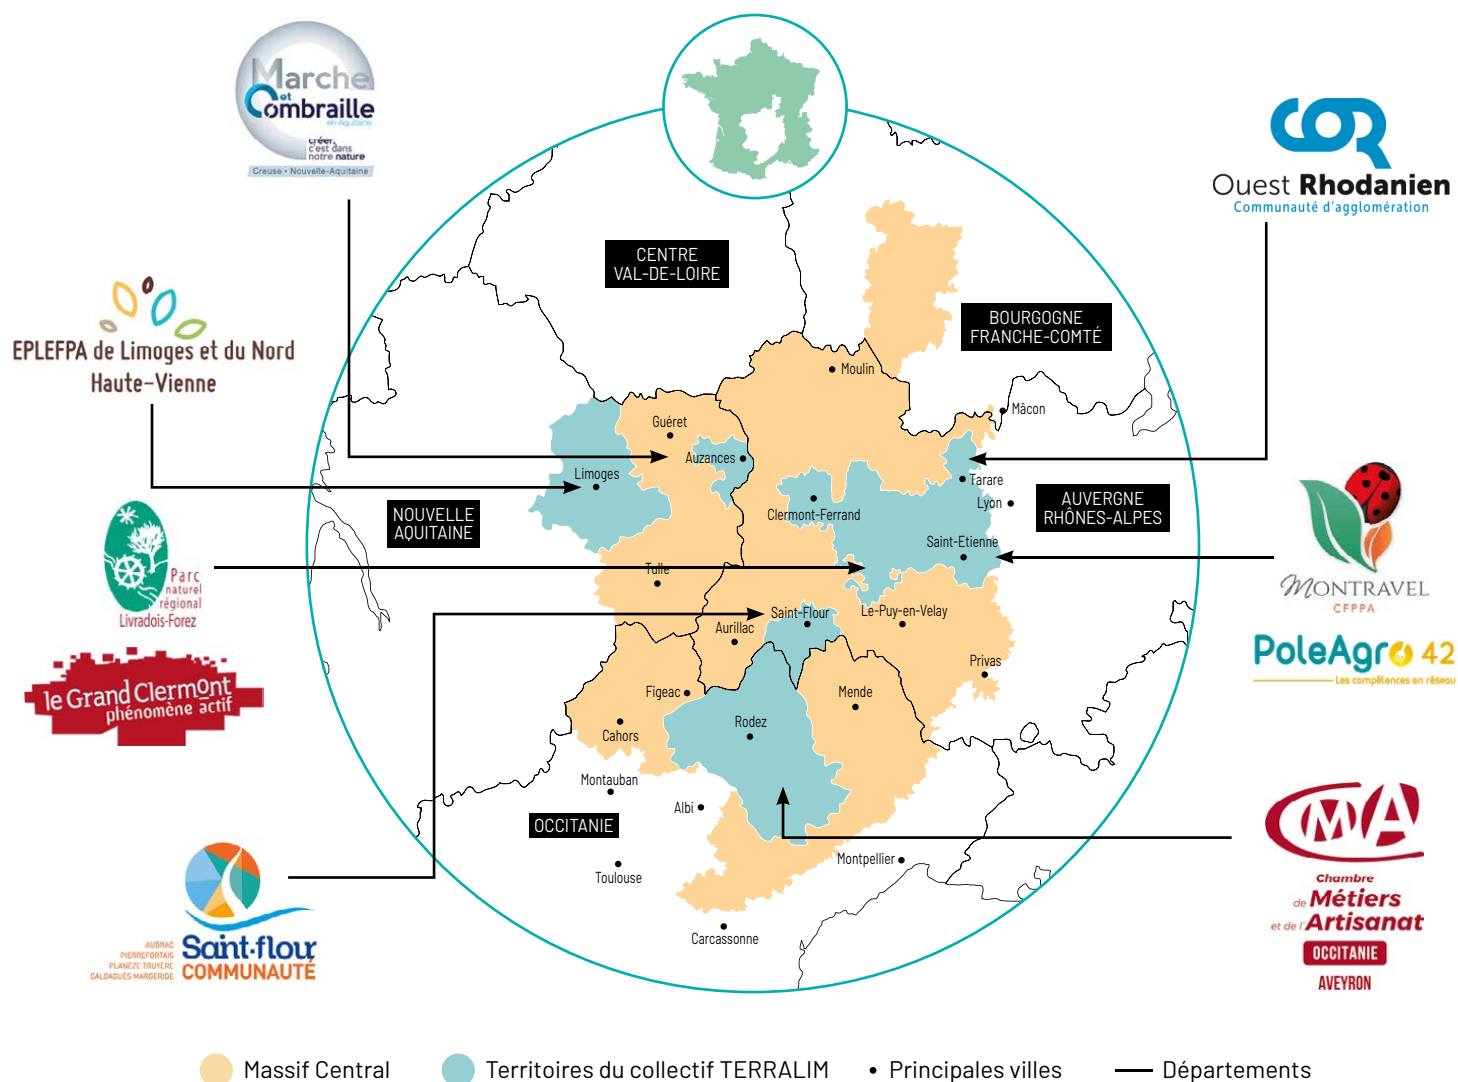 Marche
et
Combraille
en Aquitaine
créer,
c'est dans
notre nature
Creuse • Nouvelle-Aquitaine
EPLEFPA de Limoges et du Nord
Haute-Vienne
Parc
naturel
régional
Livradois-Forez
le Grand Clermont
phénomène actif
AUBRAC
PIERREFORTAIS
PLANÈZE TRUYÈRE
CALDAGUÈS MARGERIDE
Saint-flour
COMMUNAUTÉ
CENTRE
VAL-DE-LOIRE
BOURGOGNE
FRANCHE-COMTÉ
NOUVELLE
AQUITAINE
AUVERGNE
RHÔNES-ALPES
OCCITANIE
Moulin
Mâcon
Guéret
Auzances
Limoges
Tarare
Lyon
Clermont-Ferrand
Saint-Etienne
Tulle
Saint-Flour
Le-Puy-en-Velay
Aurillac
Privas
Figeac
Mende
Rodez
Cahors
Montauban
Albi
Toulouse
Montpellier
Carcassonne
COR
Ouest Rhodanien
Communauté d'agglomération
MONTRAVEL
CFPPA
PoleAgro 42
Les compétences en réseau
CMA
Chambre
de Métiers
et de l'Artisanat
OCCITANIE
AVEYRON
Massif Central
Territoires du collectif TERRALIM
Principales villes
Départements